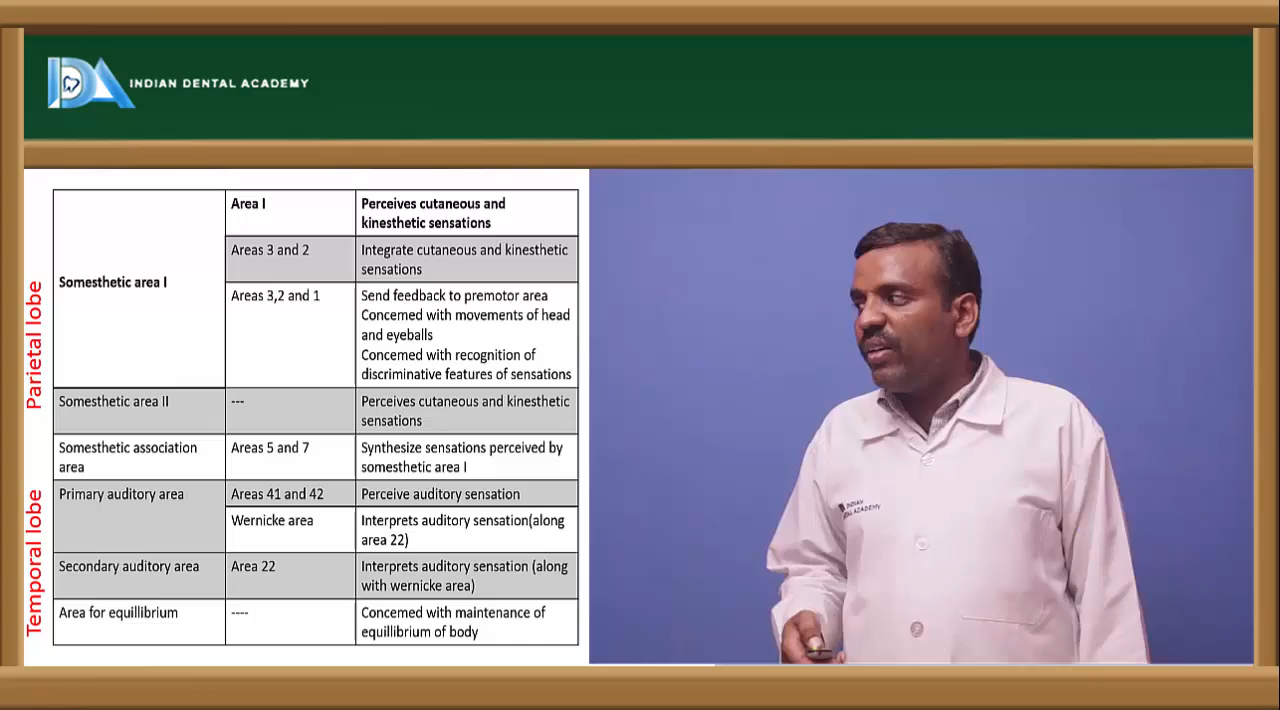 INDIAN DENTAL ACADEMY
Parietal lobe
Temporal lobe
Somesthetic area I
Area I
Perceives cutaneous and
kinesthetic sensations
Areas 3 and 2
Integrate cutaneous and kinesthetic
sensations
Areas 3,2 and 1
Send feedback to premotor area
Concemed with movements of head
and eyeballs
Concemed with recognition of
discriminative features of sensations
Somesthetic area II
---
Perceives cutaneous and kinesthetic
sensations
Somesthetic association
area
Areas 5 and 7
Synthesize sensations perceived by
somesthetic area I
Primary auditory area
Areas 41 and 42
Perceive auditory sensation
Wernicke area
Interprets auditory sensation(along
area 22)
Secondary auditory area
Area 22
Interprets auditory sensation (along
with wernicke area)
Area for equillibrium
----
Concemed with maintenance of
equillibrium of body
INDIAN
ACADEMY